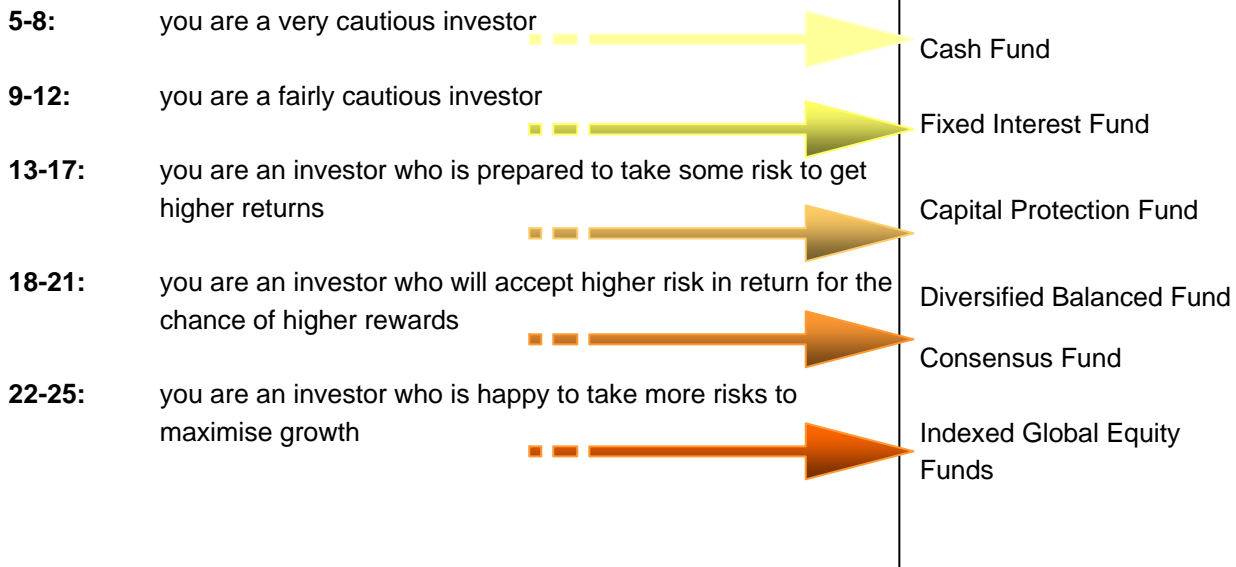 5-8: you are a very cautious investor
Cash Fund
9-12: you are a fairly cautious investor
Fixed Interest Fund
13-17: you are an investor who is prepared to take some risk to get
higher returns
Capital Protection Fund
18-21: you are an investor who will accept higher risk in return for the
chance of higher rewards
Diversified Balanced Fund
Consensus Fund
22-25: you are an investor who is happy to take more risks to
maximise growth
Indexed Global Equity
Funds